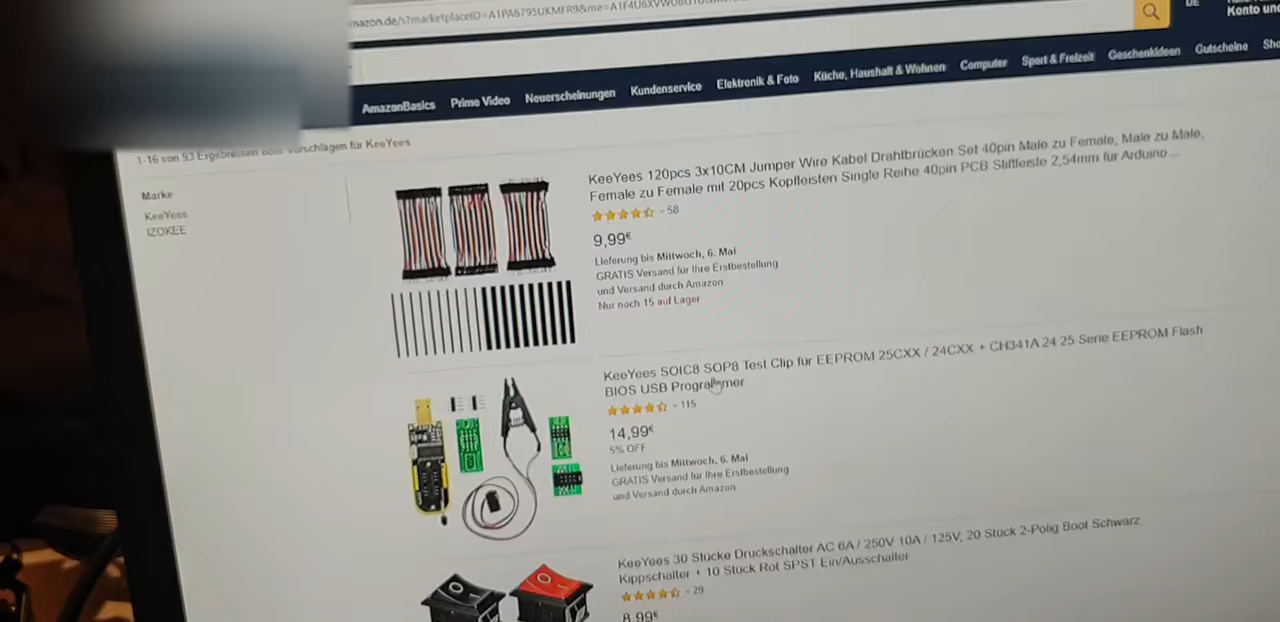 DE
Konto und
AmazonBasics Prime Video Neuerscheinungen Kundenservice Elektronik & Foto Küche, Haushalt & Wohnen Computer Sport & Freizeit Geschenkideen Gutscheine Sho
1-16 von 93 Ergebnissen oder Vorschlägen für KeeYees
Marke
KeeYees
IZOKEE
KeeYees 120pcs 3x10CM Jumper Wire Kabel Drahtbrücken Set 40pin Male zu Female, Male zu Male,
Female zu Female mit 20pcs Kopfleisten Single Reihe 40pin PCB Stiftleiste 2,54mm für Arduino ...
58
9,99€
Lieferung bis Mittwoch, 6. Mai
GRATIS Versand für Ihre Erstbestellung
und Versand durch Amazon
Nur noch 15 auf Lager
KeeYees SOIC8 SOP8 Test Clip für EEPROM 25CXX / 24CXX + CH341A 24 25 Serie EEPROM Flash
BIOS USB Programmer
115
14,99€
5% OFF
Lieferung bis Mittwoch, 6. Mai
GRATIS Versand für Ihre Erstbestellung
und Versand durch Amazon
KeeYees 30 Stücke Druckschalter AC 6A / 250V 10A / 125V, 20 Stück 2-Polig Boot Schwarz
Kippschalter + 10 Stück Rot SPST Ein/Ausschalter
29
8,99€